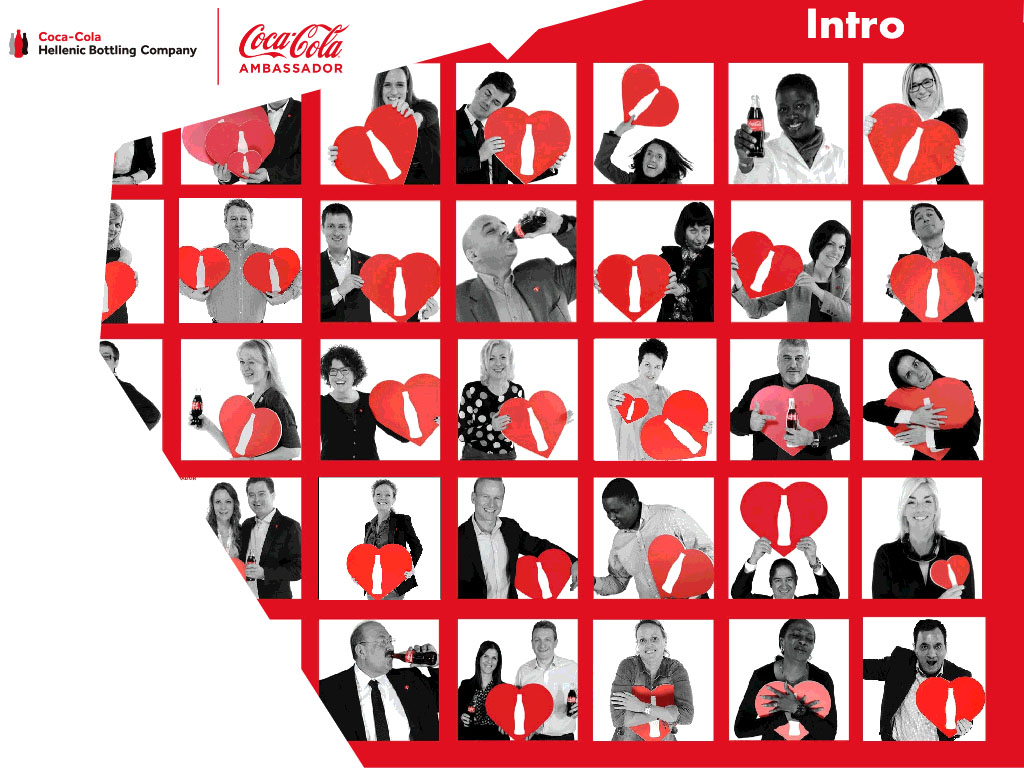 Coca-Cola
Hellenic Bottling Company
Coca-Cola
AMBASSADOR
Intro